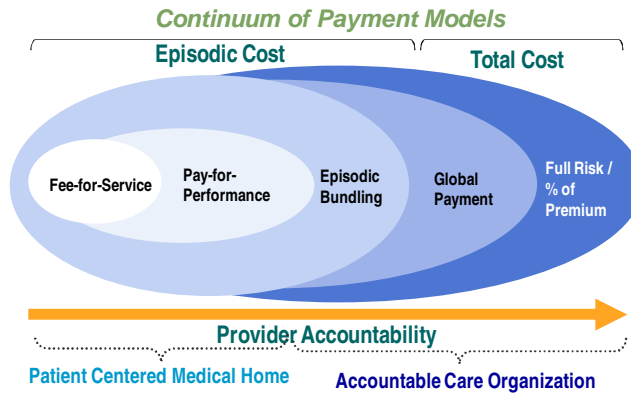 Continuum of Payment Models
Episodic Cost
Total Cost
Fee-for-Service
Pay-for-
Performance
Episodic
Bundling
Global
Payment
Full Risk /
% of
Premium
Provider Accountability
Patient Centered Medical Home
Accountable Care Organization